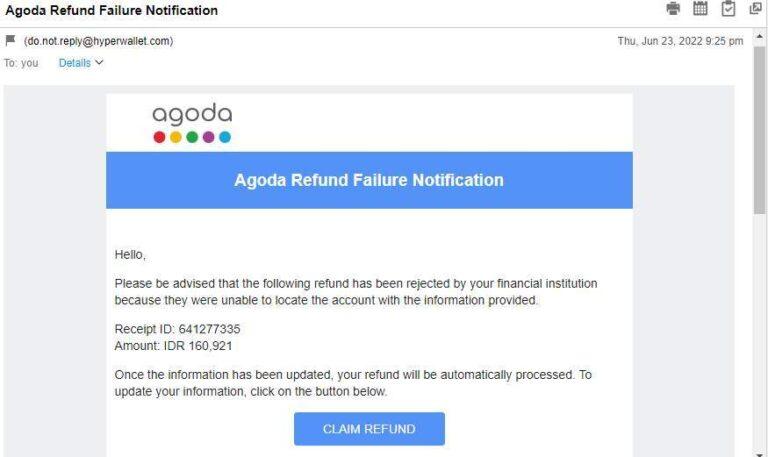 Agoda Refund Failure Notification
(do.not.reply@hyperwallet.com)
Thu, Jun 23, 2022 9:25 pm
To: you Details
agoda
Agoda Refund Failure Notification
Hello,
Please be advised that the following refund has been rejected by your financial institution
because they were unable to locate the account with the information provided.
Receipt ID: 641277335
Amount: IDR 160,921
Once the information has been updated, your refund will be automatically processed. To
update your information, click on the button below.
CLAIM REFUND